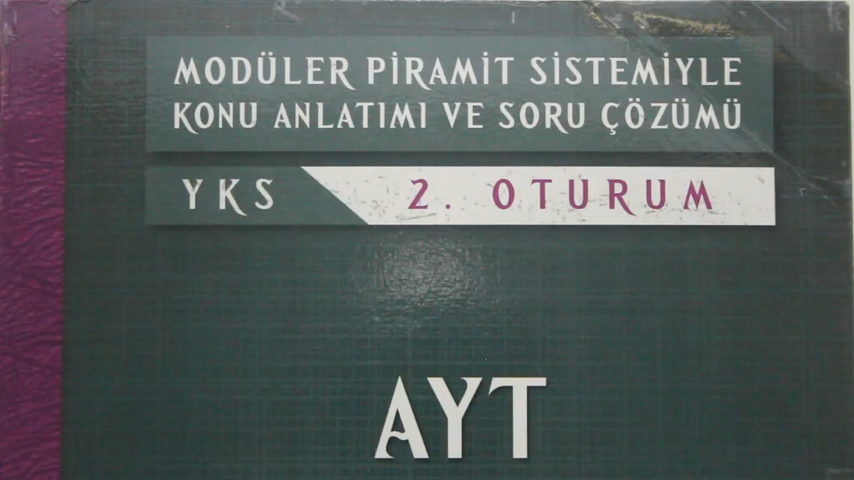 MODÜLER PİRAMİT SİSTEMİYLE
KONU ANLATIMI VE SORU ÇÖZÜMÜ
YKS 2. OTURUM
AYT